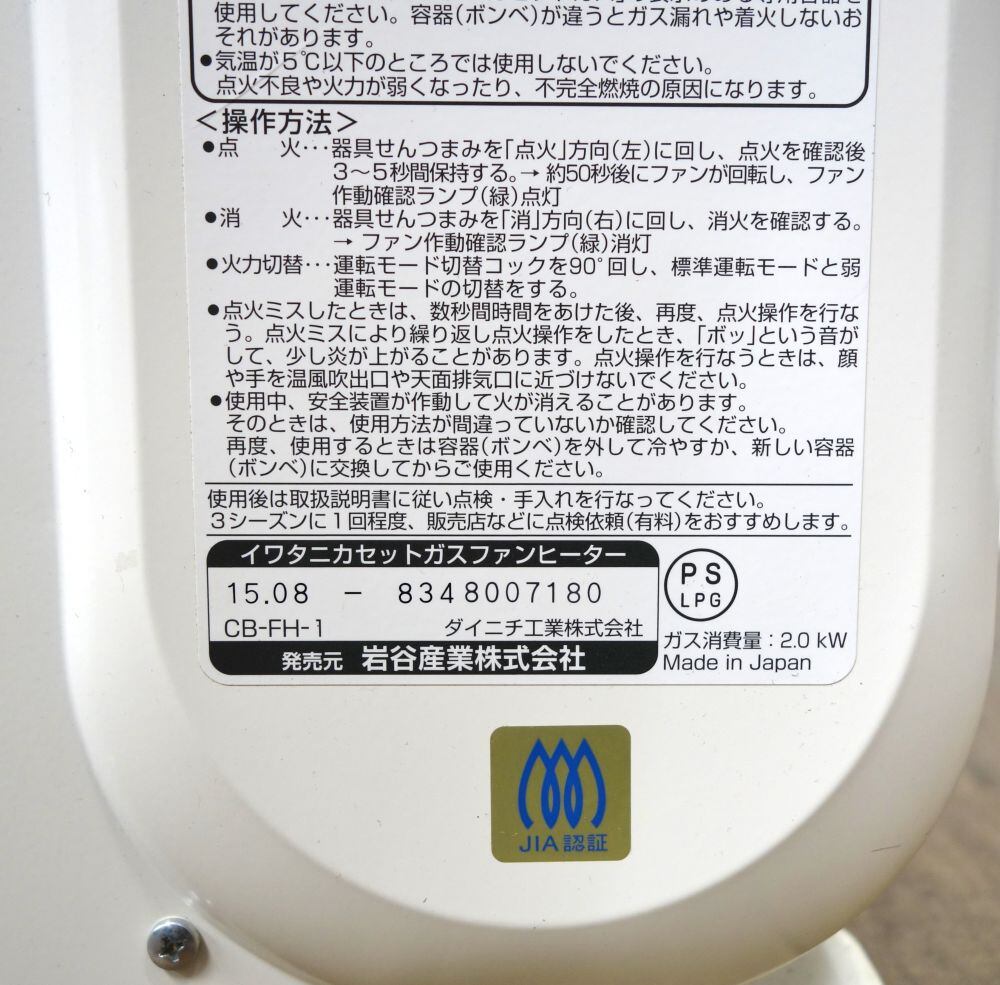 使用してください。容器(ボンベ)が違うとガス漏れや着火しないお
それがあります。
●気温が5℃以下のところでは使用しないでください。
点火不良や火力が弱くなったり、不完全燃焼の原因になります。
＜操作方法＞
●点　火･･･器具せんつまみを｢点火｣方向(左)に回し、点火を確認後
3〜5秒間保持する。→ 約50秒後にファンが回転し、ファン
作動確認ランプ(緑)点灯
●消　火･･･器具せんつまみを｢消｣方向(右)に回し、消火を確認する。
→ ファン作動確認ランプ(緑)消灯
●火力切替･･･運転モード切替コックを90°回し、標準運転モードと弱
運転モードの切替をする。
●点火ミスしたときは、数秒間時間をあけた後、再度、点火操作を行な
う。点火ミスにより繰り返し点火操作をしたとき、｢ボッ｣という音が
して、少し炎が上がることがあります。点火操作を行なうときは、顔
や手を温風吹出口や天面排気口に近づけないでください。
●使用中、安全装置が作動して火が消えることがあります。
そのときは、使用方法が間違っていないか確認してください。
再度、使用するときは容器(ボンベ)を外して冷やすか、新しい容器
(ボンベ)に交換してからご使用ください。
使用後は取扱説明書に従い点検・手入れを行なってください。
3シーズンに1回程度、販売店などに点検依頼(有料)をおすすめします。
イワタニカセットガスファンヒーター
15.08 − 8348007180
CB-FH-1 ダイニチ工業株式会社
発売元 岩谷産業株式会社
PS
LPG
ガス消費量：2.0 kW
Made in Japan
JIA認証